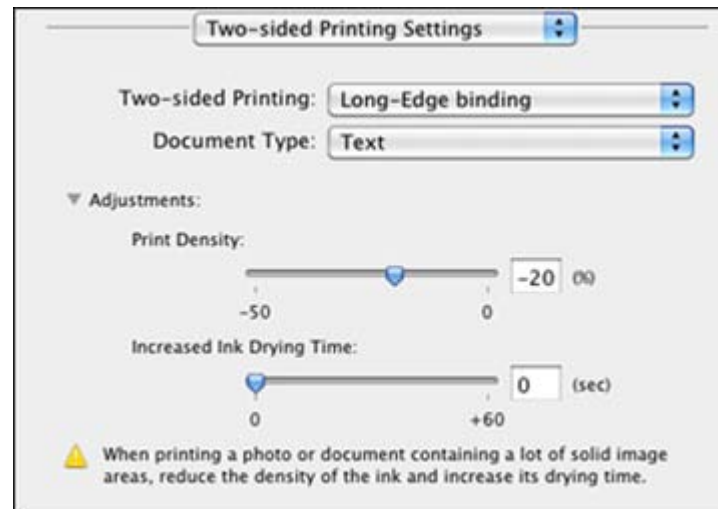 Two-sided Printing Settings
Two-sided Printing: Long-Edge binding
Document Type: Text
Adjustments:
Print Density:
-20 (%)
-50 0
Increased Ink Drying Time:
0 (sec)
0 +60
When printing a photo or document containing a lot of solid image
areas, reduce the density of the ink and increase its drying time.